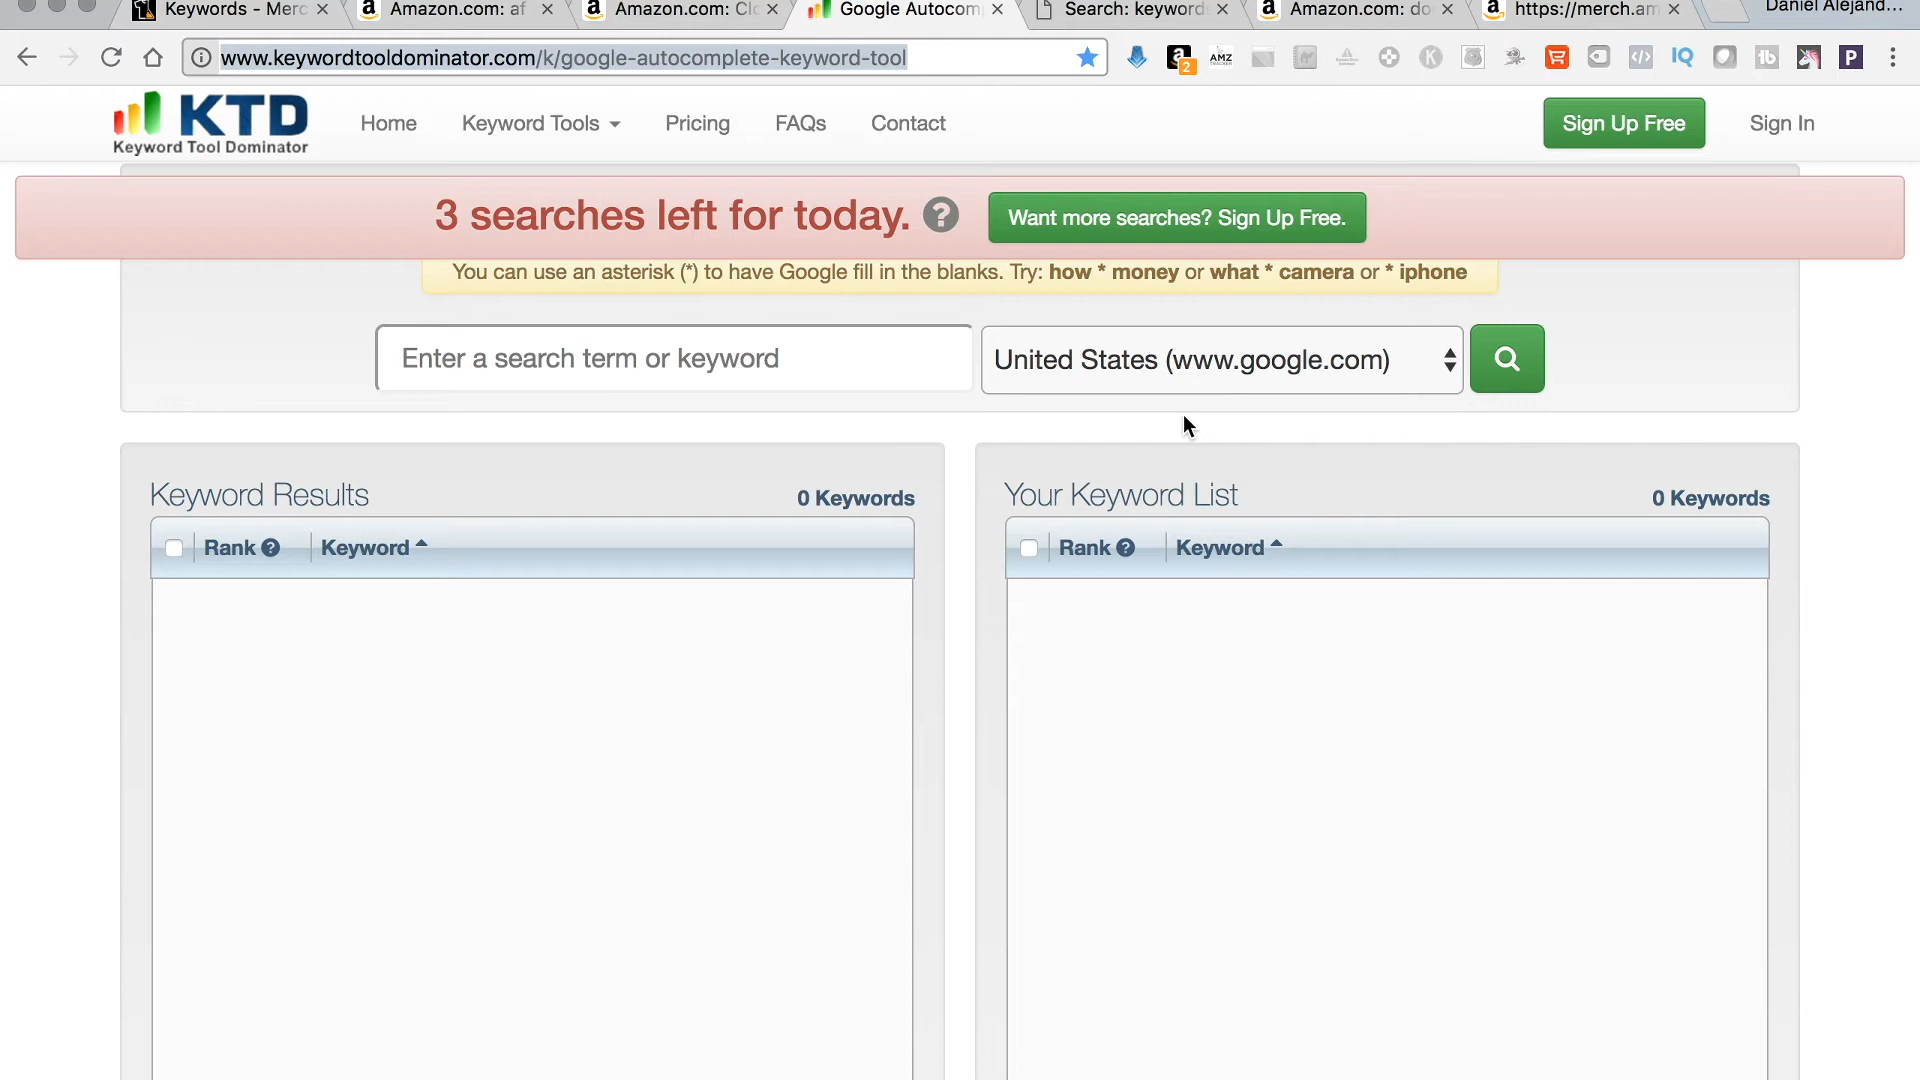 Keywords - Merc
Amazon.com: af
Amazon.com: Cl
Google Autocom
Search: keyword
Amazon.com: do
https://merch.am
Daniel Alejand...
www.keywordtooldominator.com/k/google-autocomplete-keyword-tool
2
AMZ
K
IQ
tb
P
KTD
Keyword Tool Dominator
Home
Keyword Tools
Pricing
FAQs
Contact
Sign Up Free
Sign In
3 searches left for today. ?
Want more searches? Sign Up Free.
You can use an asterisk (*) to have Google fill in the blanks. Try: how * money or what * camera or * iphone
Enter a search term or keyword
United States (www.google.com)
Keyword Results
0 Keywords
Rank ?
Keyword
Your Keyword List
0 Keywords
Rank ?
Keyword